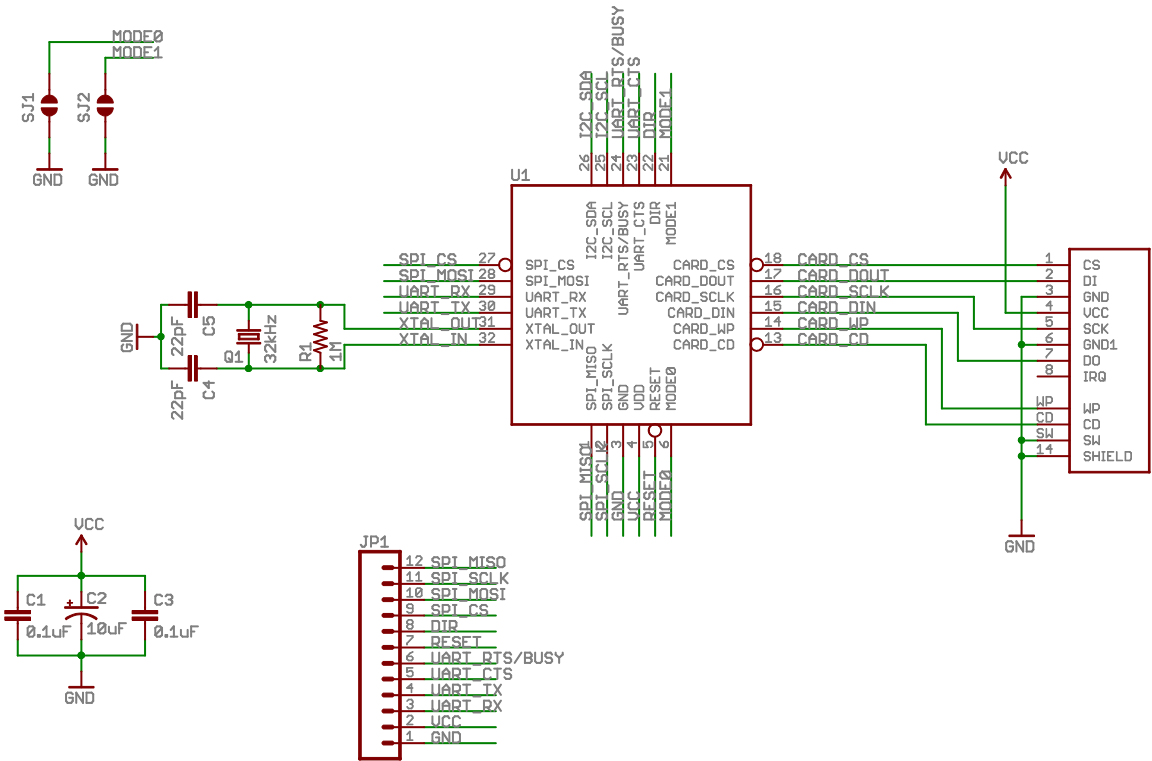 MODE0
MODE1
SJ1
SJ2
GND
GND
I2C_SDA
I2C_SCL
UART_RTS/BUSY
UART_CTS
DIR
MODE1
26
25
24
23
22
21
U1
I2C_SDA
I2C_SCL
UART_RTS/BUSY
UART_CTS
DIR
MODE1
SPI_CS 27 SPI_CS
SPI_MOSI 28 SPI_MOSI
UART_RX 29 UART_RX
UART_TX 30 UART_TX
XTAL_OUT 31 XTAL_OUT
XTAL_IN 32 XTAL_IN
CARD_CS 18 CARD_CS
CARD_DOUT 17 CARD_DOUT
CARD_SCLK 16 CARD_SCLK
CARD_DIN 15 CARD_DIN
CARD_WP 14 CARD_WP
CARD_CD 13 CARD_CD
SPI_MISO
SPI_SCLK
GND
VDD
RESET
MODE0
1
2
3
4
5
6
SPI_MISO
SPI_SCLK
GND
VCC
RESET
MODE0
GND
22pF
C5
22pF
C4
Q1
32kHz
R1
1M
VCC
1 CS
2 DI
3 GND
4 VCC
5 SCK
6 GND1
7 DO
8 IRQ
WP WP
CD CD
SW SW
14 SHIELD
GND
VCC
C1
0.1uF
+
C2
10uF
C3
0.1uF
GND
JP1
12 SPI_MISO
11 SPI_SCLK
10 SPI_MOSI
9 SPI_CS
8 DIR
7 RESET
6 UART_RTS/BUSY
5 UART_CTS
4 UART_TX
3 UART_RX
2 VCC
1 GND